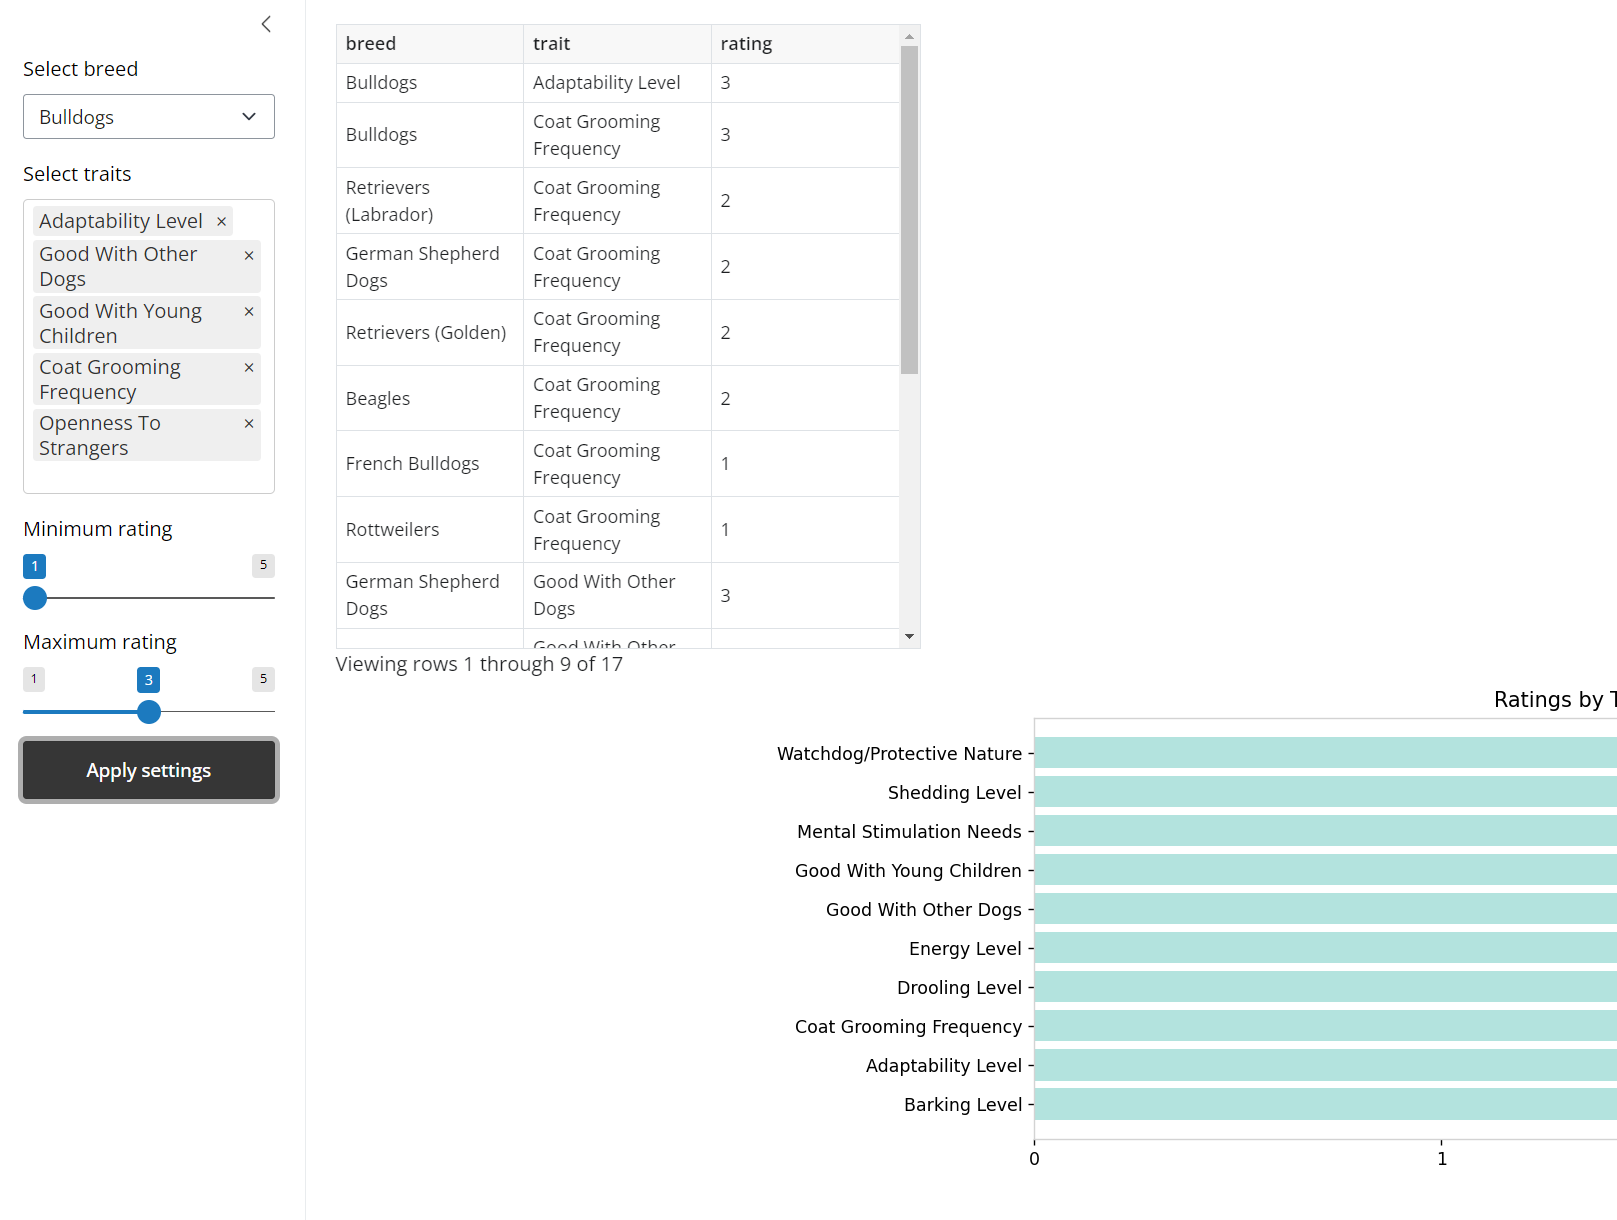 Select breed
Bulldogs
Select traits
Adaptability Level ×
Good With Other
Dogs ×
Good With Young
Children ×
Coat Grooming
Frequency ×
Openness To
Strangers ×
Minimum rating
1 5
Maximum rating
1 3 5
Apply settings
breed trait rating
Bulldogs Adaptability Level 3
Bulldogs Coat Grooming
Frequency 3
Retrievers
(Labrador) Coat Grooming
Frequency 2
German Shepherd
Dogs Coat Grooming
Frequency 2
Retrievers (Golden) Coat Grooming
Frequency 2
Beagles Coat Grooming
Frequency 2
French Bulldogs Coat Grooming
Frequency 1
Rottweilers Coat Grooming
Frequency 1
German Shepherd
Dogs Good With Other
Dogs 3
Good With Other
Viewing rows 1 through 9 of 17
Ratings by T
Watchdog/Protective Nature
Shedding Level
Mental Stimulation Needs
Good With Young Children
Good With Other Dogs
Energy Level
Drooling Level
Coat Grooming Frequency
Adaptability Level
Barking Level
0 1